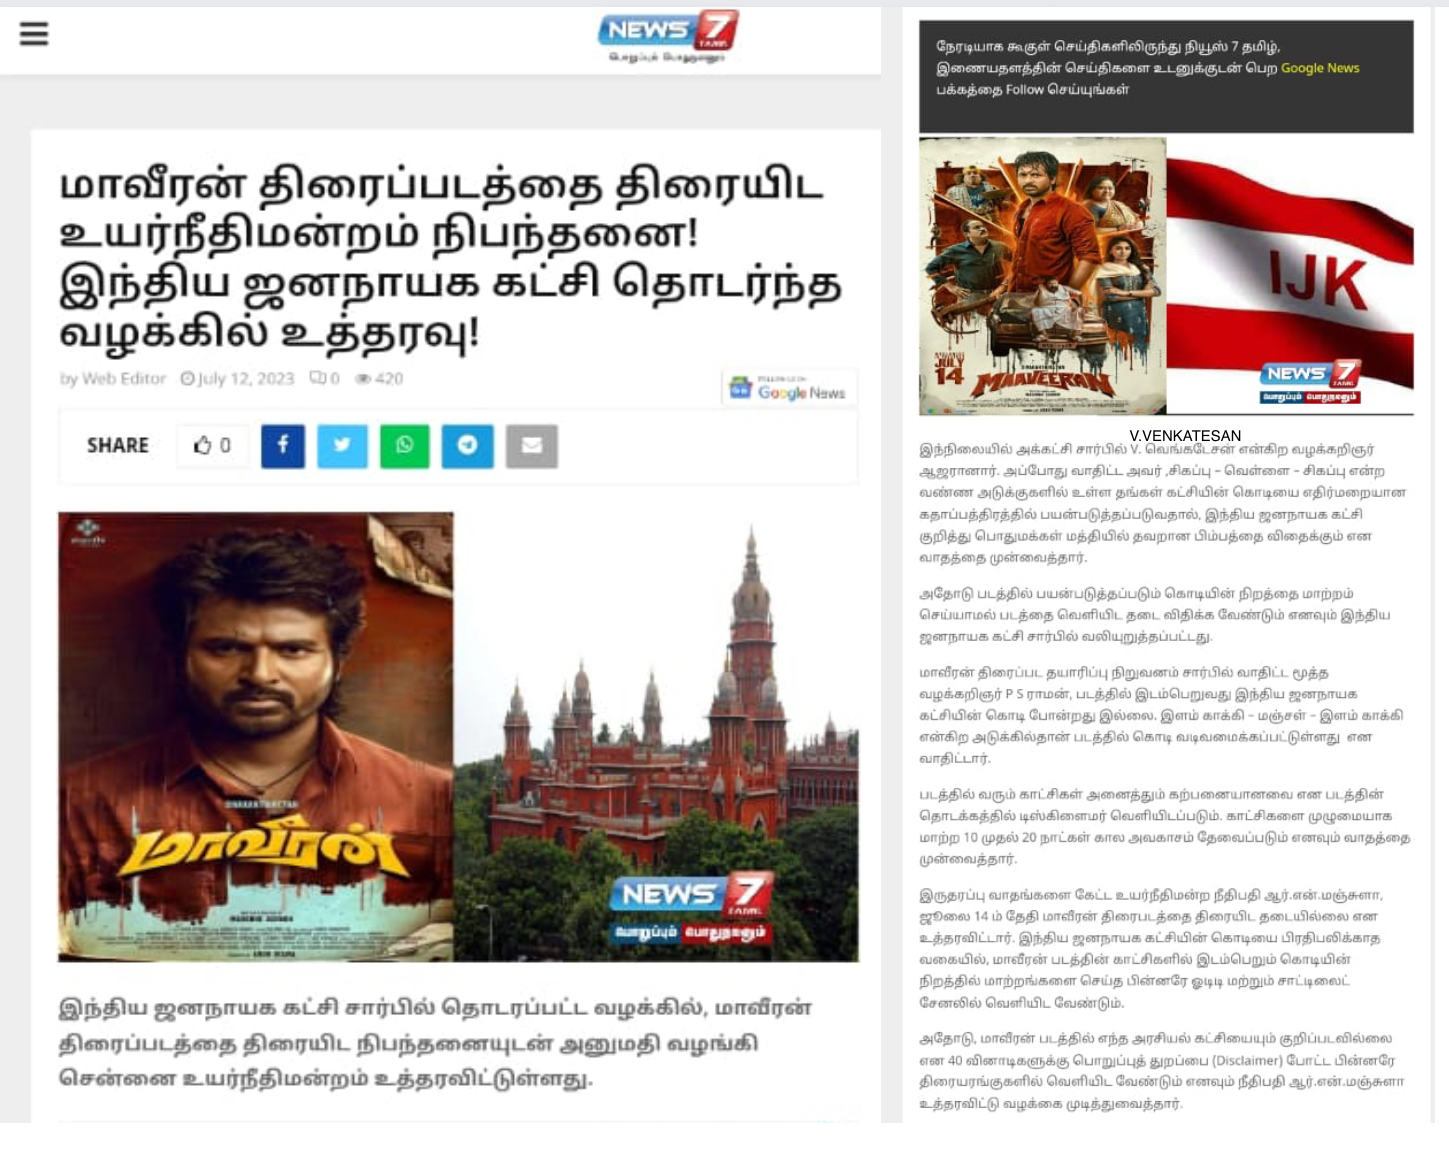 NEWS 7
TAMIL
மாவீரன் திரைப்படத்தை திரையிட
உயர்நீதிமன்றம் நிபந்தனை!
இந்திய ஜனநாயக கட்சி தொடர்ந்த
வழக்கில் உத்தரவு!
by Web Editor July 12, 2023 0 420
Google News
SHARE 0
மாவீரன்
NEWS 7
TAMIL
பொறுப்பும் பொதுநலனும்
இந்திய ஜனநாயக கட்சி சார்பில் தொடரப்பட்ட வழக்கில், மாவீரன்
திரைப்படத்தை திரையிட நிபந்தனையுடன் அனுமதி வழங்கி
சென்னை உயர்நீதிமன்றம் உத்தரவிட்டுள்ளது.
நேரடியாக கூகுள் செய்திகளிலிருந்து நியூஸ் 7 தமிழ்,
இணையதளத்தின் செய்திகளை உடனுக்குடன் பெற Google News
பக்கத்தை Follow செய்யுங்கள்
JULY
14
MAAVEERAN
IJK
NEWS 7
TAMIL
பொறுப்பும் பொதுநலனும்
V.VENKATESAN
இந்நிலையில் அக்கட்சி சார்பில் V. வெங்கடேசன் என்கிற வழக்கறிஞர்
ஆஜரானார். அப்போது வாதிட்ட அவர் ,சிகப்பு – வெள்ளை – சிகப்பு என்ற
வண்ண அடுக்குகளில் உள்ள தங்கள் கட்சியின் கொடியை எதிர்மறையான
கதாப்பத்திரத்தில் பயன்படுத்தப்படுவதால், இந்திய ஜனநாயக கட்சி
குறித்து பொதுமக்கள் மத்தியில் தவறான பிம்பத்தை விதைக்கும் என
வாதத்தை முன்வைத்தார்.
அதோடு படத்தில் பயன்படுத்தப்படும் கொடியின் நிறத்தை மாற்றம்
செய்யாமல் படத்தை வெளியிட தடை விதிக்க வேண்டும் எனவும் இந்திய
ஜனநாயக கட்சி சார்பில் வலியுறுத்தப்பட்டது.
மாவீரன் திரைப்பட தயாரிப்பு நிறுவனம் சார்பில் வாதிட்ட மூத்த
வழக்கறிஞர் P S ராமன், படத்தில் இடம்பெறுவது இந்திய ஜனநாயக
கட்சியின் கொடி போன்றது இல்லை. இளம் காக்கி – மஞ்சள் – இளம் காக்கி
என்கிற அடுக்கில்தான் படத்தில் கொடி வடிவமைக்கப்பட்டுள்ளது என
வாதிட்டார்.
படத்தில் வரும் காட்சிகள் அனைத்தும் கற்பனையானவை என படத்தின்
தொடக்கத்தில் டிஸ்கிளைமர் வெளியிடப்படும். காட்சிகளை முழுமையாக
மாற்ற 10 முதல் 20 நாட்கள் கால அவகாசம் தேவைப்படும் எனவும் வாதத்தை
முன்வைத்தார்.
இருதரப்பு வாதங்களை கேட்ட உயர்நீதிமன்ற நீதிபதி ஆர்.என்.மஞ்சுளா,
ஜூலை 14 ம் தேதி மாவீரன் திரைபடத்தை திரையிட தடையில்லை என
உத்தரவிட்டார். இந்திய ஜனநாயக கட்சியின் கொடியை பிரதிபலிக்காத
வகையில், மாவீரன் படத்தின் காட்சிகளில் இடம்பெறும் கொடியின்
நிறத்தில் மாற்றங்களை செய்த பின்னரே ஓடிடி மற்றும் சாட்டிலைட்
சேனலில் வெளியிட வேண்டும்.
அதோடு, மாவீரன் படத்தில் எந்த அரசியல் கட்சியையும் குறிப்படவில்லை
என 40 வினாடிகளுக்கு பொறுப்புத் துறப்பை (Disclaimer) போட்ட பின்னரே
திரையரங்குகளில் வெளியிட வேண்டும் எனவும் நீதிபதி ஆர்.என்.மஞ்சுளா
உத்தரவிட்டு வழக்கை முடித்துவைத்தார்.